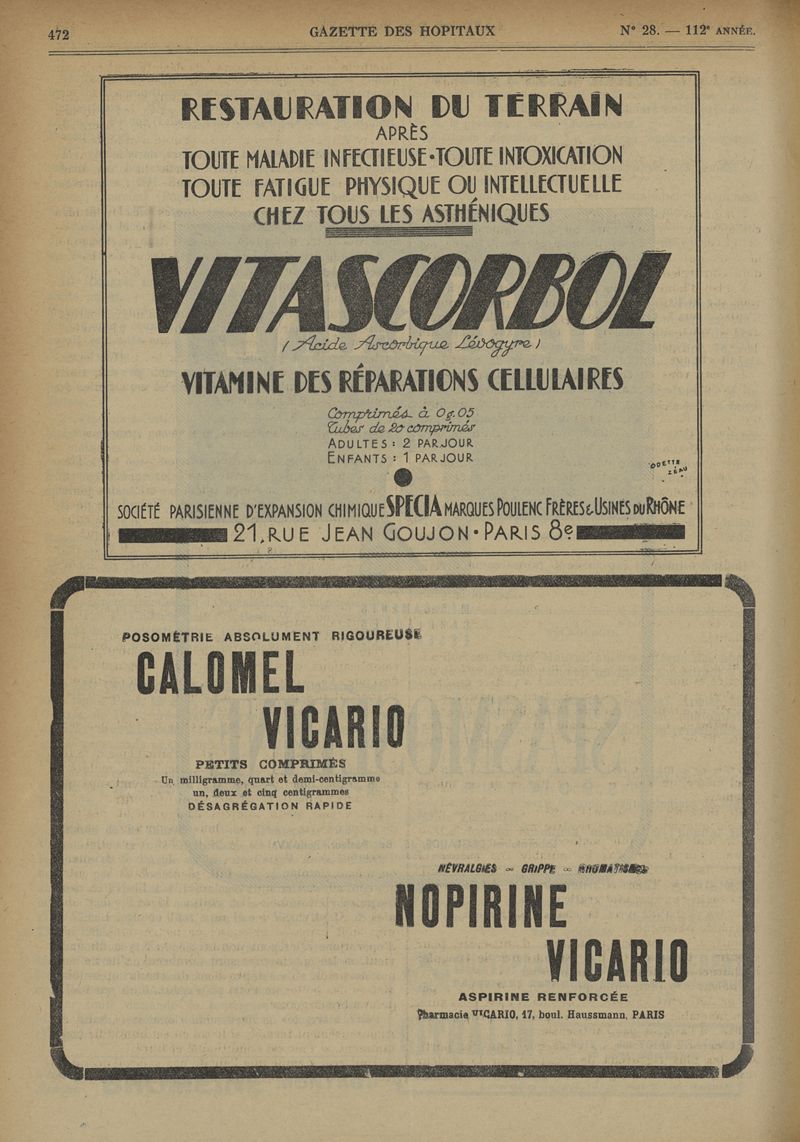 472
GAZETTE DES HOPITAUX
N° 28. — 112e ANNÉE.
RESTAURATION DU TERRAIN
APRÈS
TOUTE MALADIE INFECTIEUSE•TOUTE INTOXICATION
TOUTE FATIGUE PHYSIQUE OU INTELLECTUELLE
CHEZ TOUS LES ASTHÉNIQUES
VITASCORBOL
(Acide Ascorbique Lévogyre)
VITAMINE DES RÉPARATIONS CELLULAIRES
Comprimés à 0g.05
Tubes de 20 comprimés
ADULTES : 2 PAR JOUR
ENFANTS : 1 PAR JOUR
ODETTE
ZÉAU
SOCIÉTÉ PARISIENNE D'EXPANSION CHIMIQUE SPECIA MARQUES POULENC FRÈRES & USINES DU RHÔNE
21, RUE JEAN GOUJON • PARIS 8e
POSOMÉTRIE ABSOLUMENT RIGOUREUSE
CALOMEL
VICARIO
PETITS COMPRIMÉS
Un milligramme, quart et demi-centigramme
un, deux et cinq centigrammes
DÉSAGRÉGATION RAPIDE
NÉVRALGIES - GRIPPE - RHUMATISMES
NOPIRINE
VICARIO
ASPIRINE RENFORCÉE
Pharmacie VICARIO, 17, boul. Haussmann, PARIS